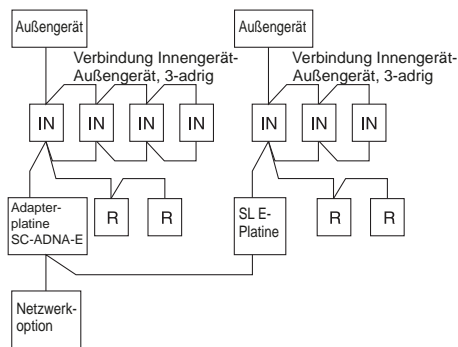 Außengerät
Außengerät
Verbindung Innengerät-
Außengerät, 3-adrig
Verbindung Innengerät-
Außengerät, 3-adrig
IN
IN
IN
IN
IN
IN
IN
IN
Adapter-
platine
SC-ADNA-E
R
R
SL E-
Platine
R
R
Netzwerk-
option